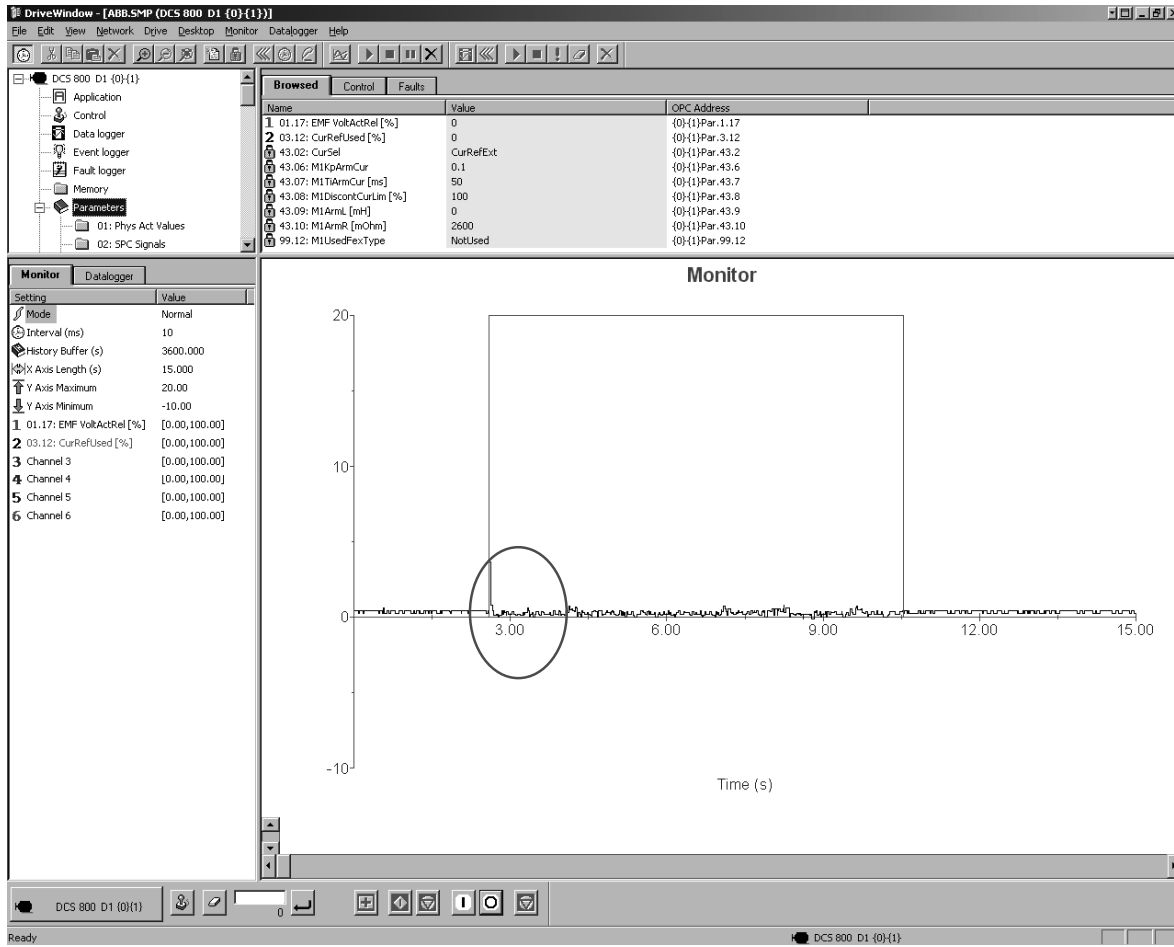 DriveWindow - [ABB.SMP (DCS 800 D1 {0}{1})]
File Edit View Network Drive Desktop Monitor Datalogger Help
DCS 800 D1 {0}{1}
Application
Control
Data logger
Event logger
Fault logger
Memory
Parameters
01: Phys Act Values
02: SPC Signals
Browsed Control Faults
Name Value OPC Address
1 01.17: EMF VoltActRel [%] 0 {0}{1}Par.1.17
2 03.12: CurRefUsed [%] 0 {0}{1}Par.3.12
43.02: CurSel CurRefExt {0}{1}Par.43.2
43.06: M1KpArmCur 0.1 {0}{1}Par.43.6
43.07: M1TiArmCur [ms] 50 {0}{1}Par.43.7
43.08: M1DiscontCurLim [%] 100 {0}{1}Par.43.8
43.09: M1ArmL [mH] 0 {0}{1}Par.43.9
43.10: M1ArmR [mOhm] 2600 {0}{1}Par.43.10
99.12: M1UsedFexType NotUsed {0}{1}Par.99.12
Monitor Datalogger
Setting Value
Mode Normal
Interval (ms) 10
History Buffer (s) 3600.000
X Axis Length (s) 15.000
Y Axis Maximum 20.00
Y Axis Minimum -10.00
1 01.17: EMF VoltActRel [%] [0.00,100.00]
2 03.12: CurRefUsed [%] [0.00,100.00]
3 Channel 3 [0.00,100.00]
4 Channel 4 [0.00,100.00]
5 Channel 5 [0.00,100.00]
6 Channel 6 [0.00,100.00]
Monitor
20
10
0
3.00 6.00 9.00 12.00 15.00
-10
Time (s)
DCS 800 D1 {0}{1}
0
Ready
DCS 800 D1 {0}{1}